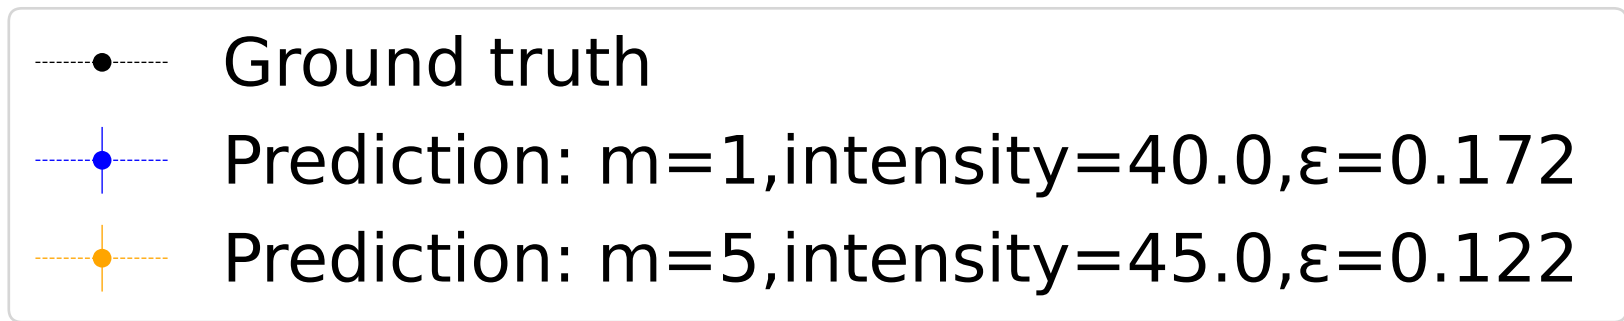 Ground truth
Prediction: m=1,intensity=40.0,ε=0.172
Prediction: m=5,intensity=45.0,ε=0.122